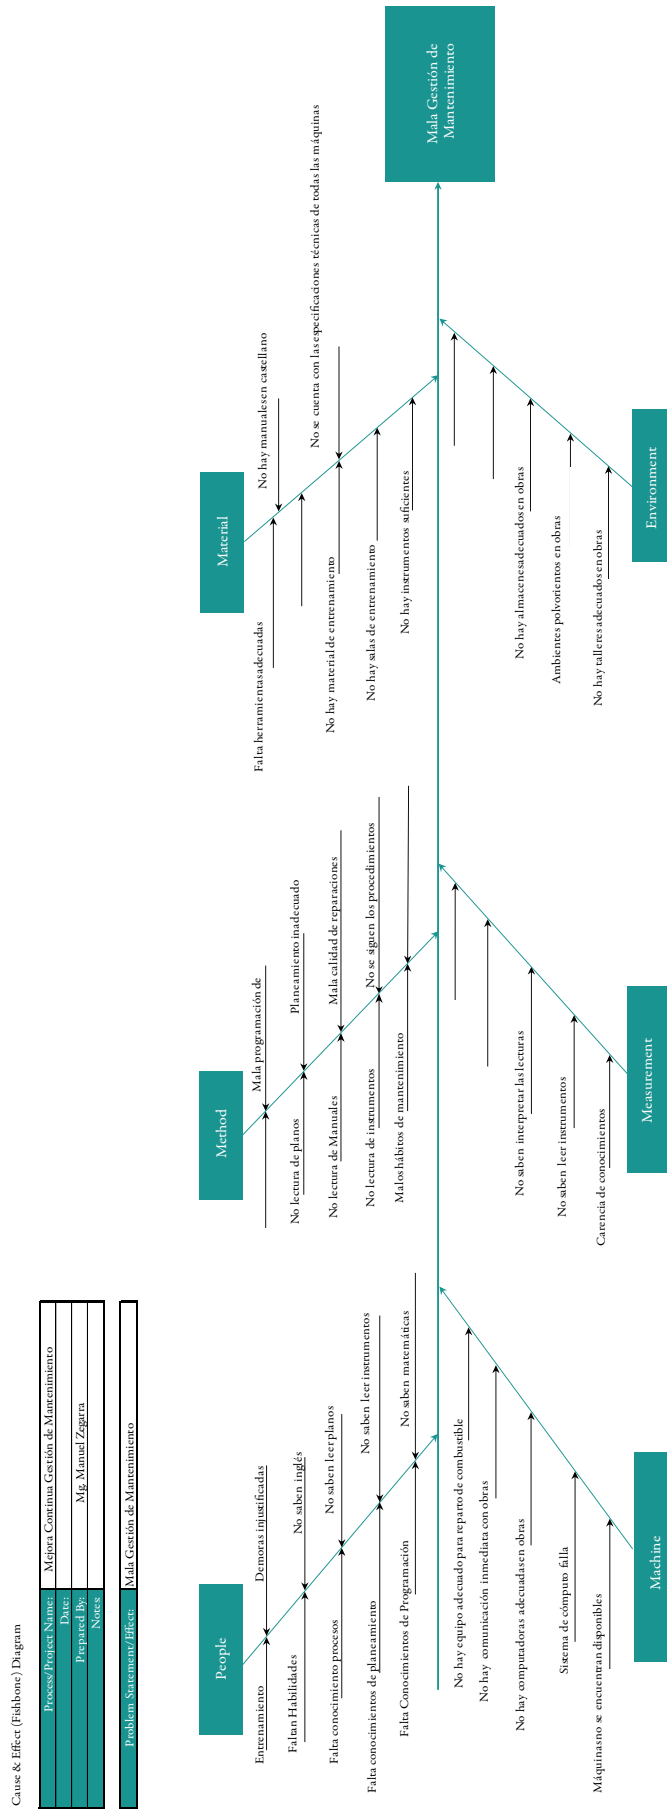 Cause & Effect (Fishbone) Diagram
Process/Project Name: Mejora Continua Gestión de Mantenimiento
Date:
Prepared By: Mg. Manuel Zegarra
Notes:
Problem Statement/Effect: Mala Gestión de Mantenimiento
People
Entrenamiento
Demoras injustificadas
Faltan Habilidades
No saben inglés
Falta conocimiento procesos
No saben leer planos
Falta conocimientos de planeamiento
No saben leer instrumentos
Falta Conocimientos de Programación
No saben matemáticas
Method
Mala programación de
No lectura de planos
Planeamiento inadecuado
No lectura de Manuales
Mala calidad de reparaciones
No lectura de instrumentos
No se siguen los procedimientos
Malos hábitos de mantenimiento
Material
Falta herramientas adecuadas
No hay manuales en castellano
No hay material de entrenamiento
No se cuenta con las especificaciones técnicas de todas las máquinas
No hay salas de entrenamiento
No hay instrumentos suficientes
Mala Gestión de
Mantenimiento
No hay equipo adecuado para reparto de combustible
No hay comunicación inmediata con obras
No hay computadoras adecuadas en obras
Sistema de cómputo falla
Máquinas no se encuentran disponibles
Machine
No saben interpretar las lecturas
No saben leer instrumentos
Carencia de conocimientos
Measurement
No hay almacenes adecuados en obras
Ambientes polvorientos en obras
No hay talleres adecuados en obras
Environment